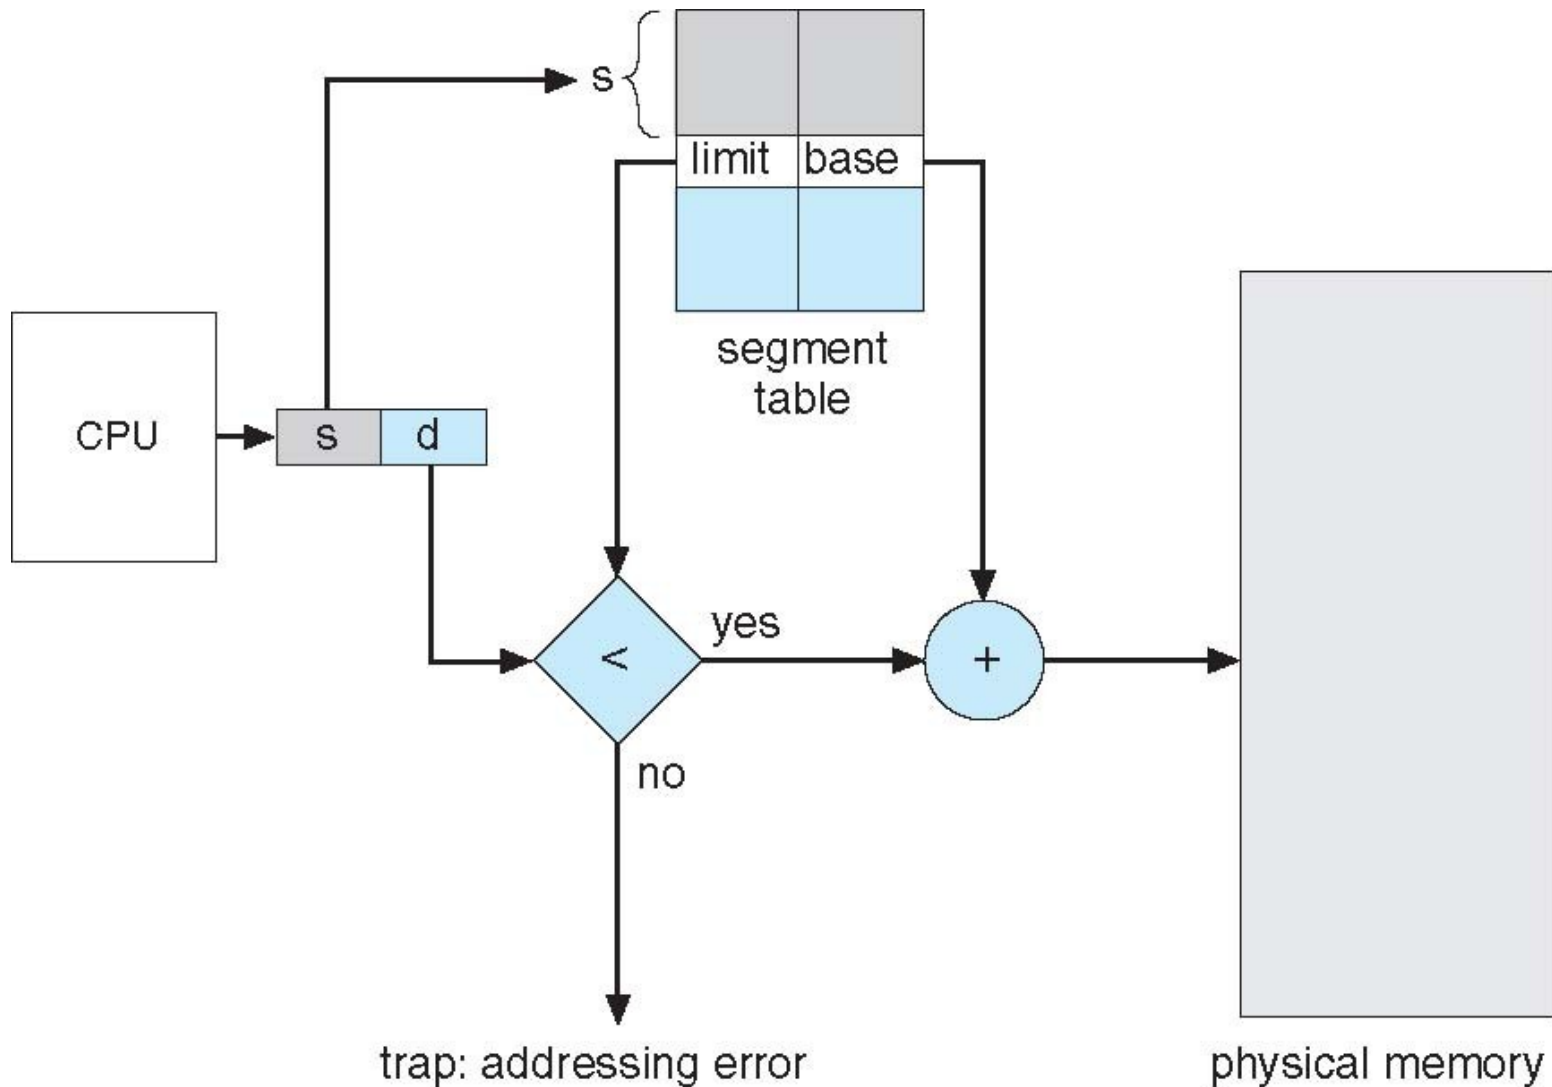 s
limit base
segment
table
CPU
s d
<
yes
+
no
trap: addressing error
physical memory